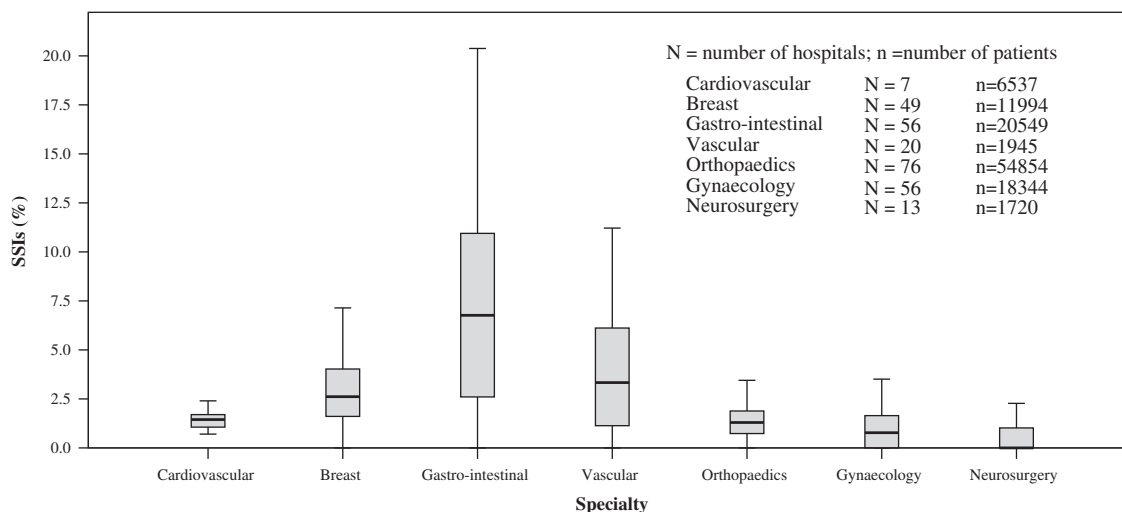 N = number of hospitals; n =number of patients
Cardiovascular N = 7 n=6537
Breast N = 49 n=11994
Gastro-intestinal N = 56 n=20549
Vascular N = 20 n=1945
Orthopaedics N = 76 n=54854
Gynaecology N = 56 n=18344
Neurosurgery N = 13 n=1720
SSIs (%)
20.0
17.5
15.0
12.5
10.0
7.5
5.0
2.5
0.0
Cardiovascular Breast Gastro-intestinal Vascular Orthopaedics Gynaecology Neurosurgery
Specialty